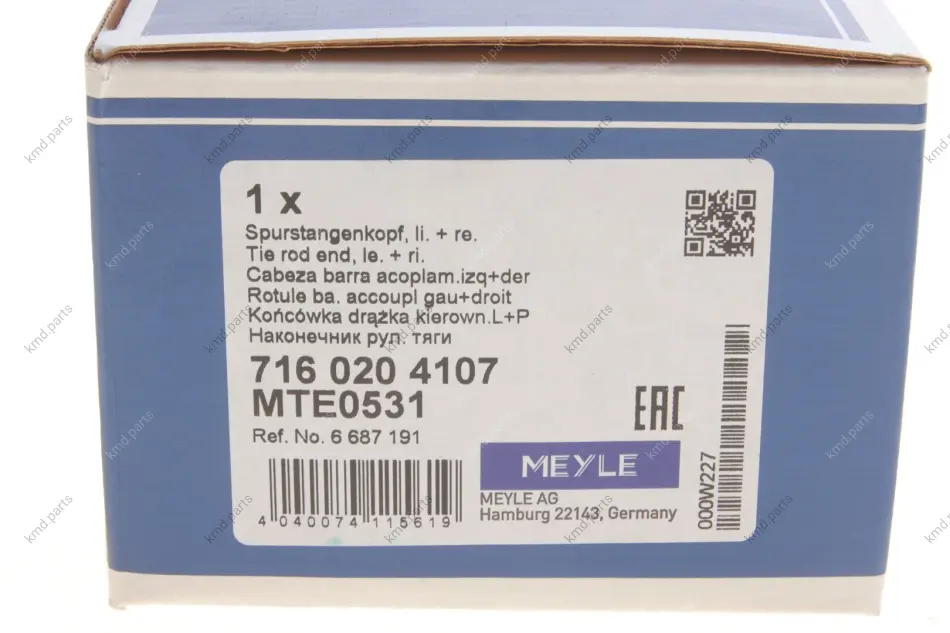 1 x
Spurstangenkopf, li. + re.
Tie rod end, le. + ri.
Cabeza barra acoplam.izq+der
Rotule ba. accoupl gau+droit
Końcówka drążka kierown.L+P
Наконечник рул. тяги
716 020 4107
MTE0531
Ref. No. 6 687 191
EAC
MEYLE
MEYLE AG
Hamburg 22143, Germany
4 040074 115619
000W227
kmd.parts